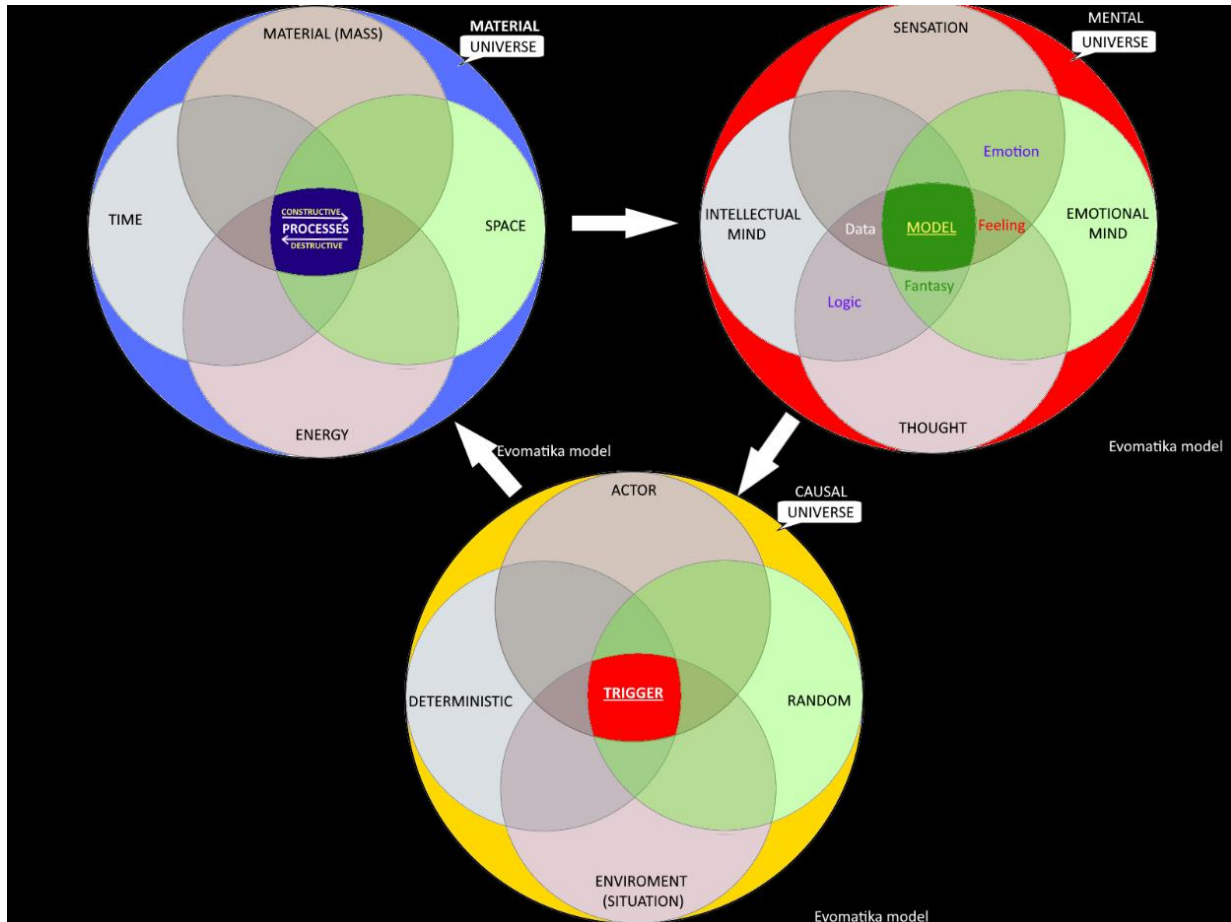 MATERIAL (MASS)
MATERIAL
UNIVERSE
TIME
CONSTRUCTIVE
PROCESSES
DESTRUCTIVE
SPACE
ENERGY
Evomatika model
SENSATION
MENTAL
UNIVERSE
Emotion
INTELLECTUAL
MIND
Data
MODEL
Feeling
EMOTIONAL
MIND
Fantasy
Logic
THOUGHT
Evomatika model
ACTOR
CAUSAL
UNIVERSE
DETERMINISTIC
TRIGGER
RANDOM
ENVIROMENT
(SITUATION)
Evomatika model